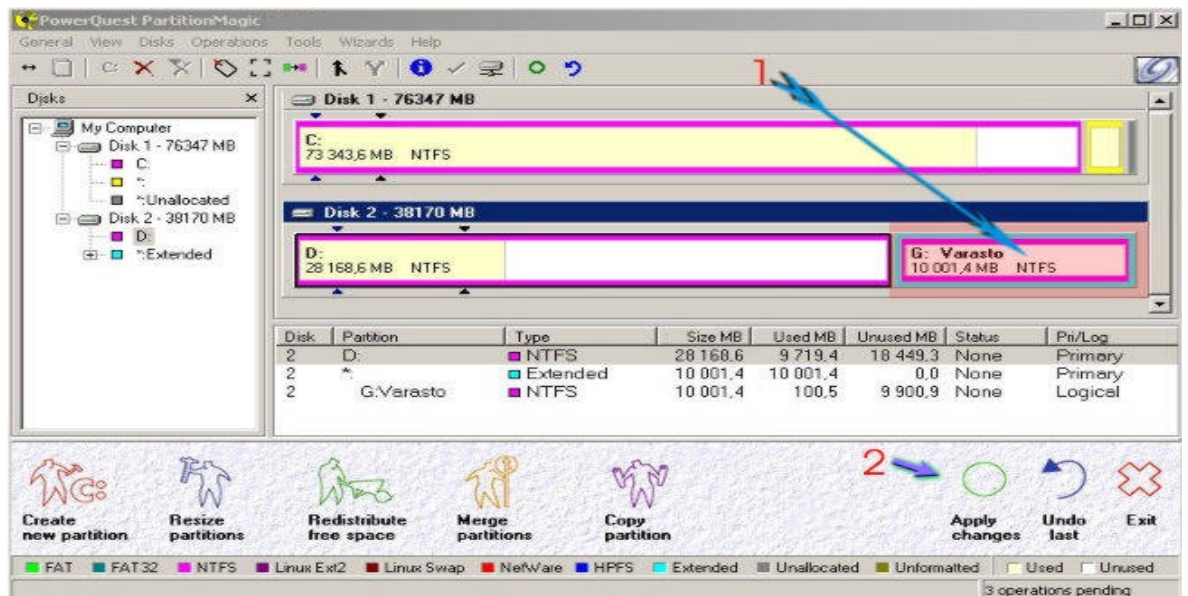 PowerQuest PartitionMagic
General View Disks Operations Tools Wizards Help
1
Disks
My Computer
Disk 1 - 76347 MB
C:
*:
*:Unallocated
Disk 2 - 38170 MB
D:
*:Extended
Disk 1 - 76347 MB
C:
73 343,6 MB NTFS
Disk 2 - 38170 MB
D:
28 168,6 MB NTFS
G: Varasto
10 001,4 MB NTFS
Disk Partition Type Size MB Used MB Unused MB Status Pri/Log
2 D: NTFS 28 168,6 9 719,4 18 449,3 None Primary
2 *: Extended 10 001,4 10 001,4 0,0 None Primary
2 G:Varasto NTFS 10 001,4 100,5 9 900,9 None Logical
2
C:
Create new partition
Resize partitions
Redistribute free space
Merge partitions
Copy partition
Apply changes
Undo last
Exit
FAT FAT32 NTFS Linux Ext2 Linux Swap NetWare HPFS Extended Unallocated Unformatted Used Unused
3 operations pending